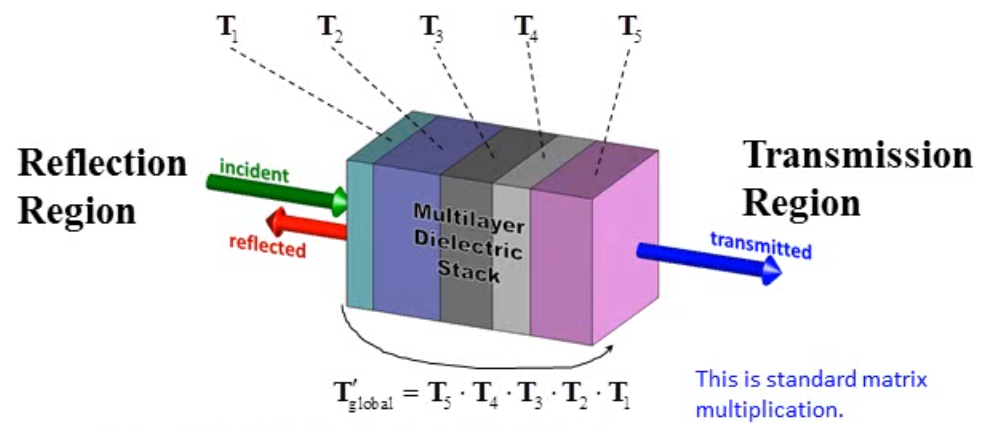 T₁ T₂ T₃ T₄ T₅
Reflection
Region
incident
reflected
Multilayer
Dielectric
Stack
Transmission
Region
transmitted
T′global = T₅ · T₄ · T₃ · T₂ · T₁
This is standard matrix
multiplication.